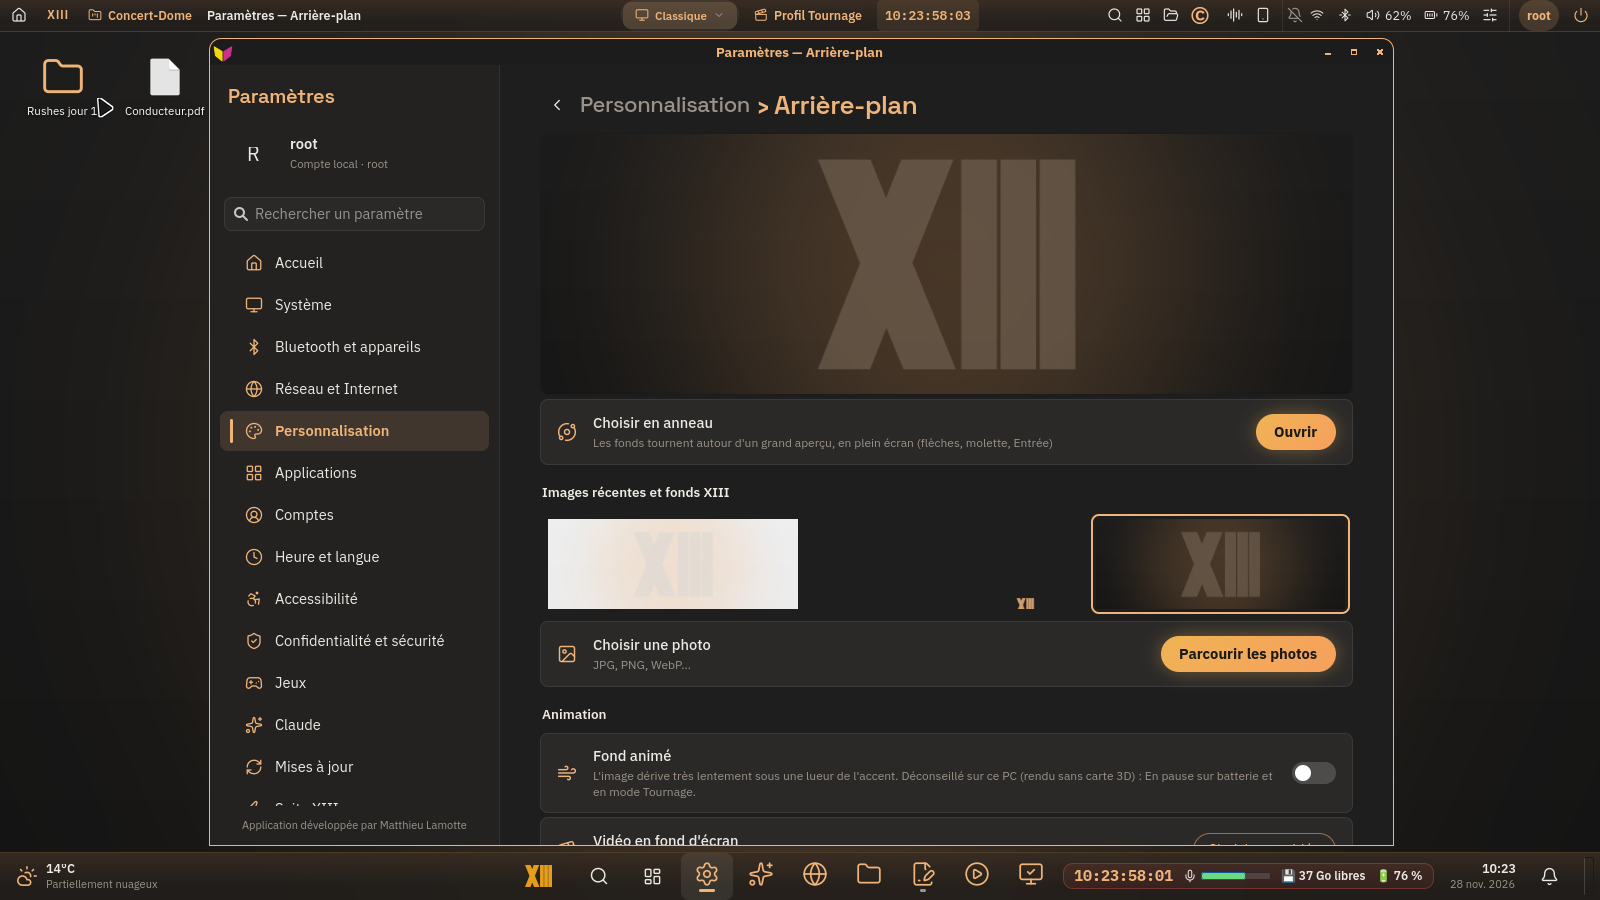 XIII Concert-Dome Paramètres — Arrière-plan Classique Profil Tournage 10:23:58:03 62% 76% root
Rushes jour 1
Conducteur.pdf
Paramètres — Arrière-plan
Paramètres
R
root
Compte local · root
Rechercher un paramètre
Accueil
Système
Bluetooth et appareils
Réseau et Internet
Personnalisation
Applications
Comptes
Heure et langue
Accessibilité
Confidentialité et sécurité
Jeux
Claude
Mises à jour
Suite XIII
Application développée par Matthieu Lamotte
Personnalisation > Arrière-plan
XIII
Choisir en anneau
Les fonds tournent autour d'un grand aperçu, en plein écran (flèches, molette, Entrée)
Ouvrir
Images récentes et fonds XIII
XIII
XIII
XIII
Choisir une photo
JPG, PNG, WebP...
Parcourir les photos
Animation
Fond animé
L'image dérive très lentement sous une lueur de l'accent. Déconseillé sur ce PC (rendu sans carte 3D) : En pause sur batterie et
en mode Tournage.
Vidéo en fond d'écran
14°C
Partiellement nuageux
XIII
10:23:58:01 37 Go libres 76 %
10:23
28 nov. 2026